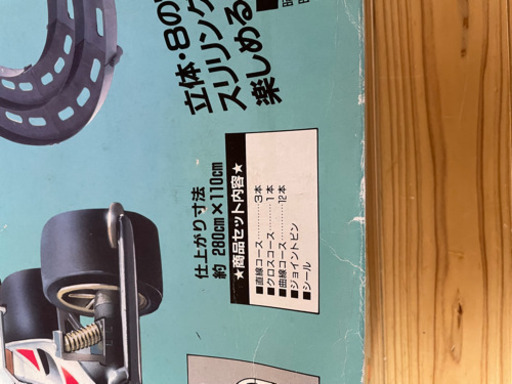 立体・8の
スリリング
楽しめる
仕上がり寸法
約 280cm×110cm
★商品セット内容★
■直線コース………3本
■クロスコース……1本
■曲線コース……12本
■ジョイントピン
■シール